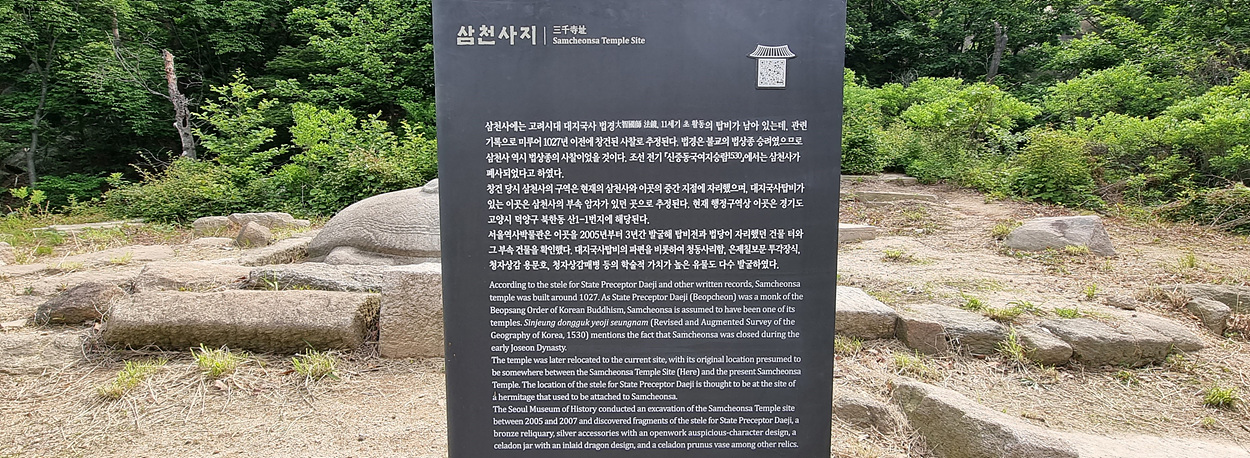 삼천사지 | 三千寺址
Samcheonsa Temple Site
삼천사에는 고려시대 대지국사 법경大智國師 法鏡, 11세기 초 활동의 탑비가 남아 있는데, 관련
기록으로 미루어 1027년 이전에 창건된 사찰로 추정된다. 법경은 불교의 법상종 승려였으므로
삼천사 역시 법상종의 사찰이었을 것이다. 조선 전기 『신증동국여지승람1530』에서는 삼천사가
폐사되었다고 하였다.
창건 당시 삼천사의 구역은 현재의 삼천사와 이곳의 중간 지점에 자리했으며, 대지국사탑비가
있는 이곳은 삼천사의 부속 암자가 있던 곳으로 추정된다. 현재 행정구역상 이곳은 경기도
고양시 덕양구 북한동 산1-1번지에 해당된다.
서울역사박물관은 이곳을 2005년부터 3년간 발굴해 탑비전과 법당이 자리했던 건물 터와
그 부속 건물을 확인했다. 대지국사탑비의 파편을 비롯하여 청동사리합, 은제길보문 투각장식,
청자상감 용문호, 청자상감매병 등의 학술적 가치가 높은 유물도 다수 발굴하였다.
According to the stele for State Preceptor Daeji and other written records, Samcheonsa
temple was built around 1027. As State Preceptor Daeji (Beopcheon) was a monk of the
Beopsang Order of Korean Buddhism, Samcheonsa is assumed to have been one of its
temples. Sinjeung dongguk yeoji seungnam (Revised and Augmented Survey of the
Geography of Korea, 1530) mentions the fact that Samcheonsa was closed during the
early Joseon Dynasty.
The temple was later relocated to the current site, with its original location presumed to
be somewhere between the Samcheonsa Temple Site (Here) and the present Samcheonsa
Temple. The location of the stele for State Preceptor Daeji is thought to be at the site of
a hermitage that used to be attached to Samcheonsa.
The Seoul Museum of History conducted an excavation of the Samcheonsa Temple site
between 2005 and 2007 and discovered fragments of the stele for State Preceptor Daeji, a
bronze reliquary, silver accessories with an openwork auspicious-character design, a
celadon jar with an inlaid dragon design, and a celadon prunus vase among other relics.